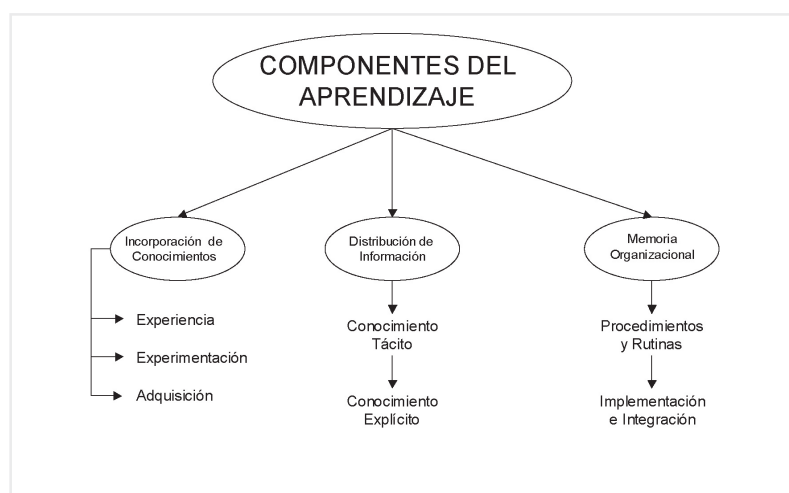 COMPONENTES DEL
APRENDIZAJE
Incorporación de
Conocimientos
Experiencia
Experimentación
Adquisición
Distribución de
Información
Conocimiento
Tácito
Conocimiento
Explícito
Memoria
Organizacional
Procedimientos
y Rutinas
Implementación
e Integración